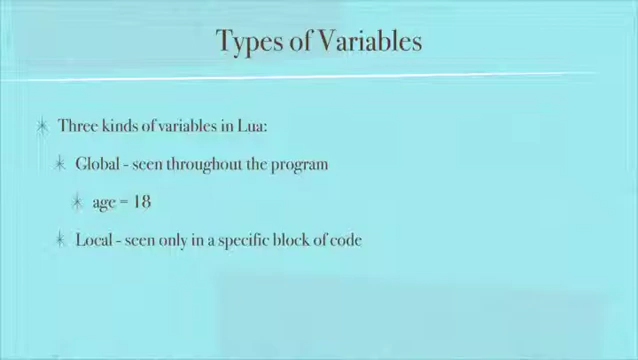 Types of Variables
Three kinds of variables in Lua:
Global - seen throughout the program
age = 18
Local - seen only in a specific block of code